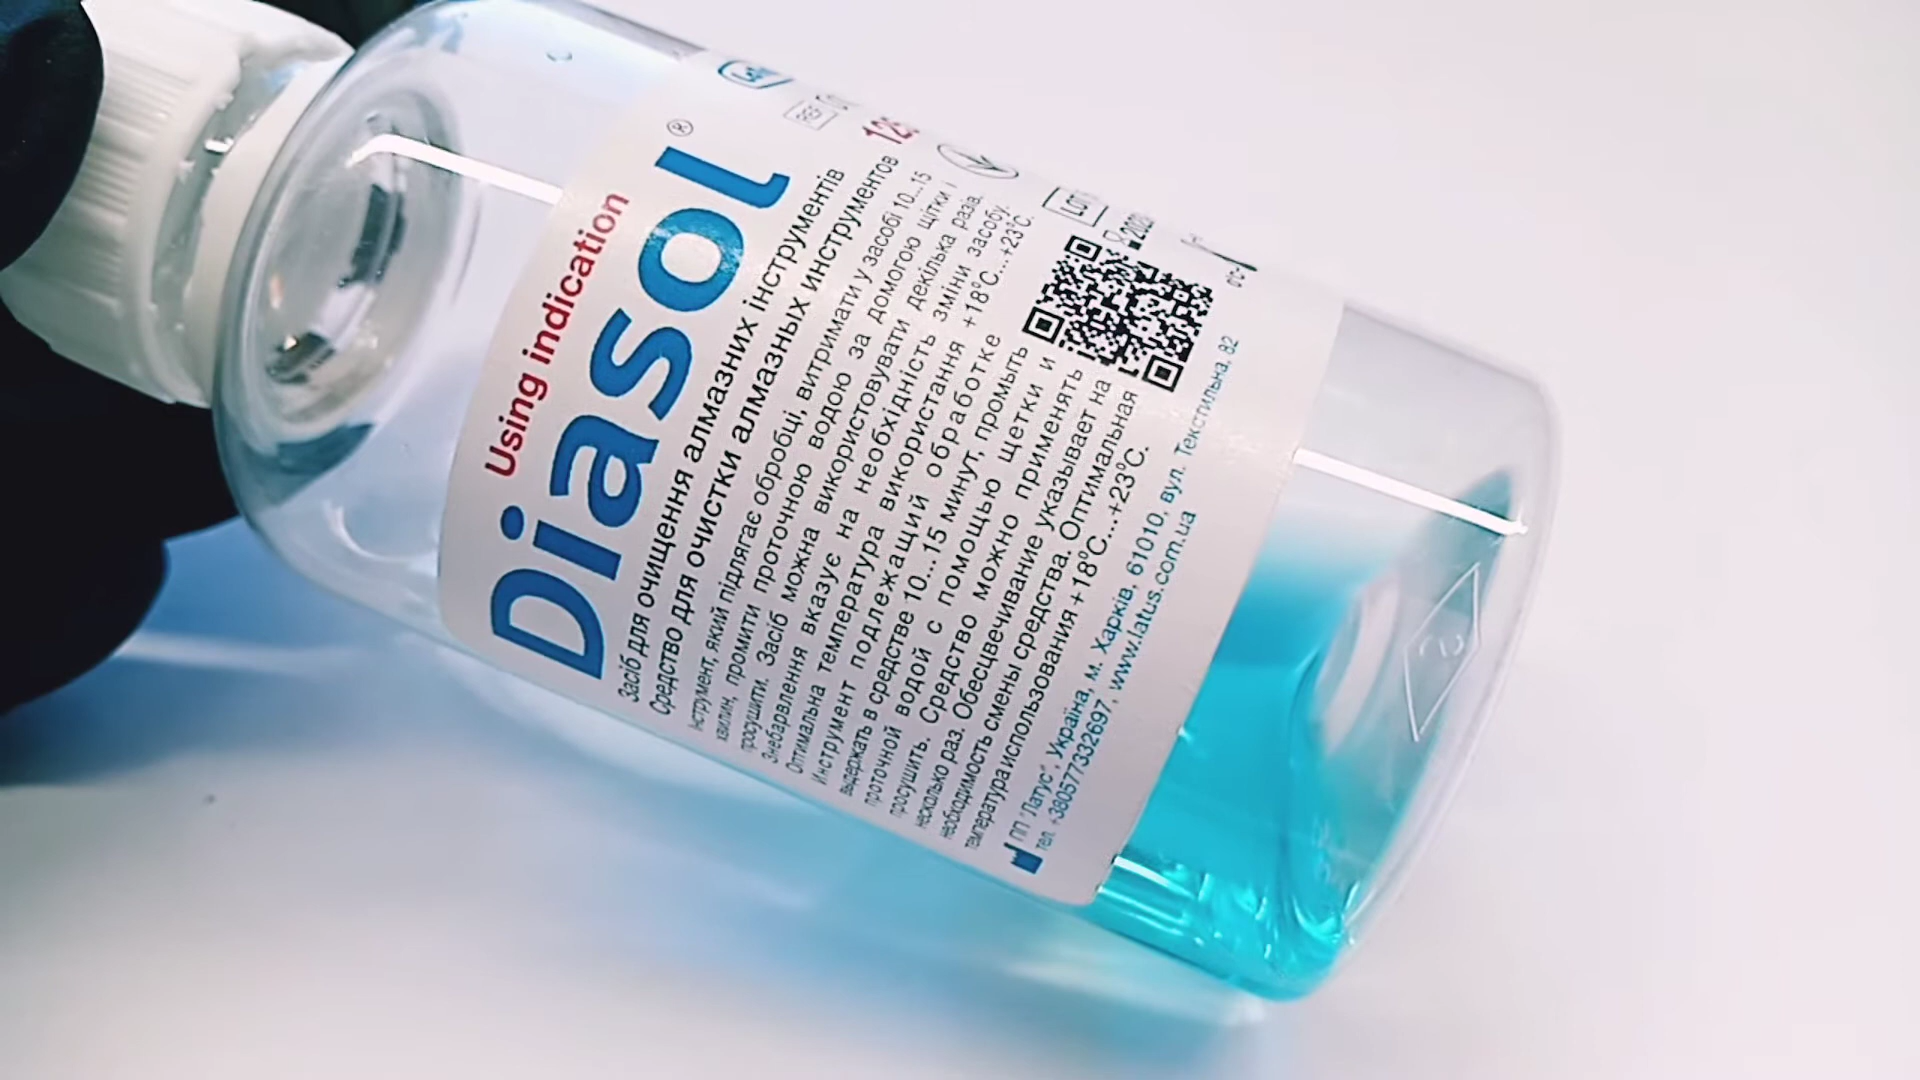 Using indication
Diasol®
Засіб для очищення алмазних інструментів
Средство для очистки алмазных инструментов
Інструмент, який підлягає обробці, витримати у засобі 10...15
хвилин, промити проточною водою за домогою щітки і
просушити. Засіб можна використовувати декілька разів.
Знебарвлення вказує на необхідність зміни засобу.
Оптимальна температура використання +18°C...+23°C.
Инструмент подлежащий обработке
выдержать в средстве 10...15 минут, промыть
проточной водой с помощью щетки и
просушить. Средство можно применять
несколько раз. Обесцвечивание указывает на
необходимость смены средства. Оптимальная
температура использования +18°C...+23°C.
ПП "Латус", Україна, м. Харків, 61010, вул. Текстильна, 82
тел. +380577332697, www.latus.com.ua
REF
LOT